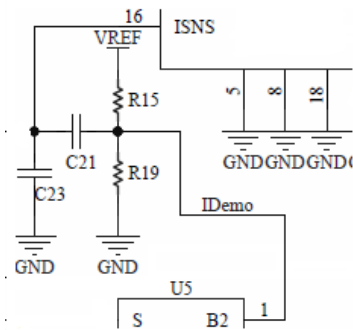 16 ISNS
VREF
R15
5 8 18
C21 R19 GND GND GND
C23
GND GND IDemo
U5
S B2 1